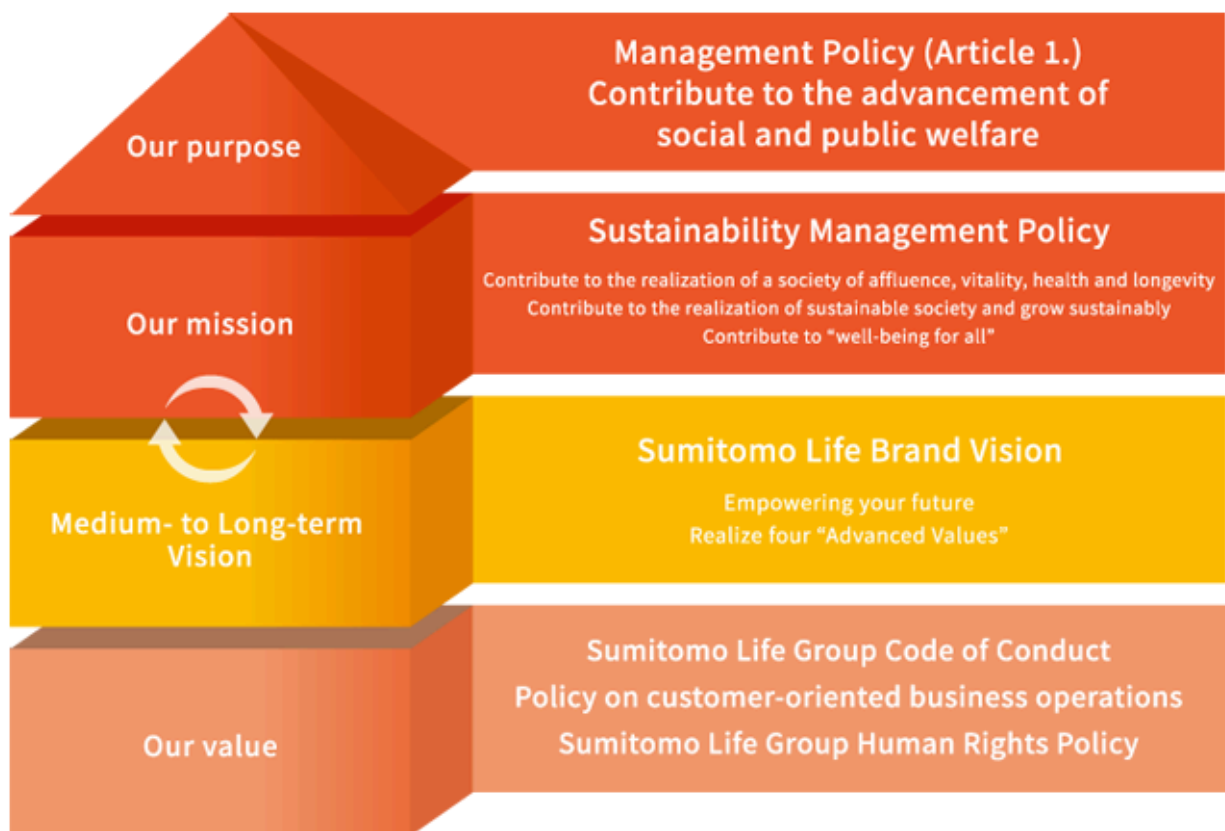 Our purpose
Management Policy (Article 1.)
Contribute to the advancement of
social and public welfare
Our mission
Sustainability Management Policy
Contribute to the realization of a society of affluence, vitality, health and longevity
Contribute to the realization of sustainable society and grow sustainably
Contribute to “well-being for all”
Medium- to Long-term
Vision
Sumitomo Life Brand Vision
Empowering your future
Realize four “Advanced Values”
Our value
Sumitomo Life Group Code of Conduct
Policy on customer-oriented business operations
Sumitomo Life Group Human Rights Policy